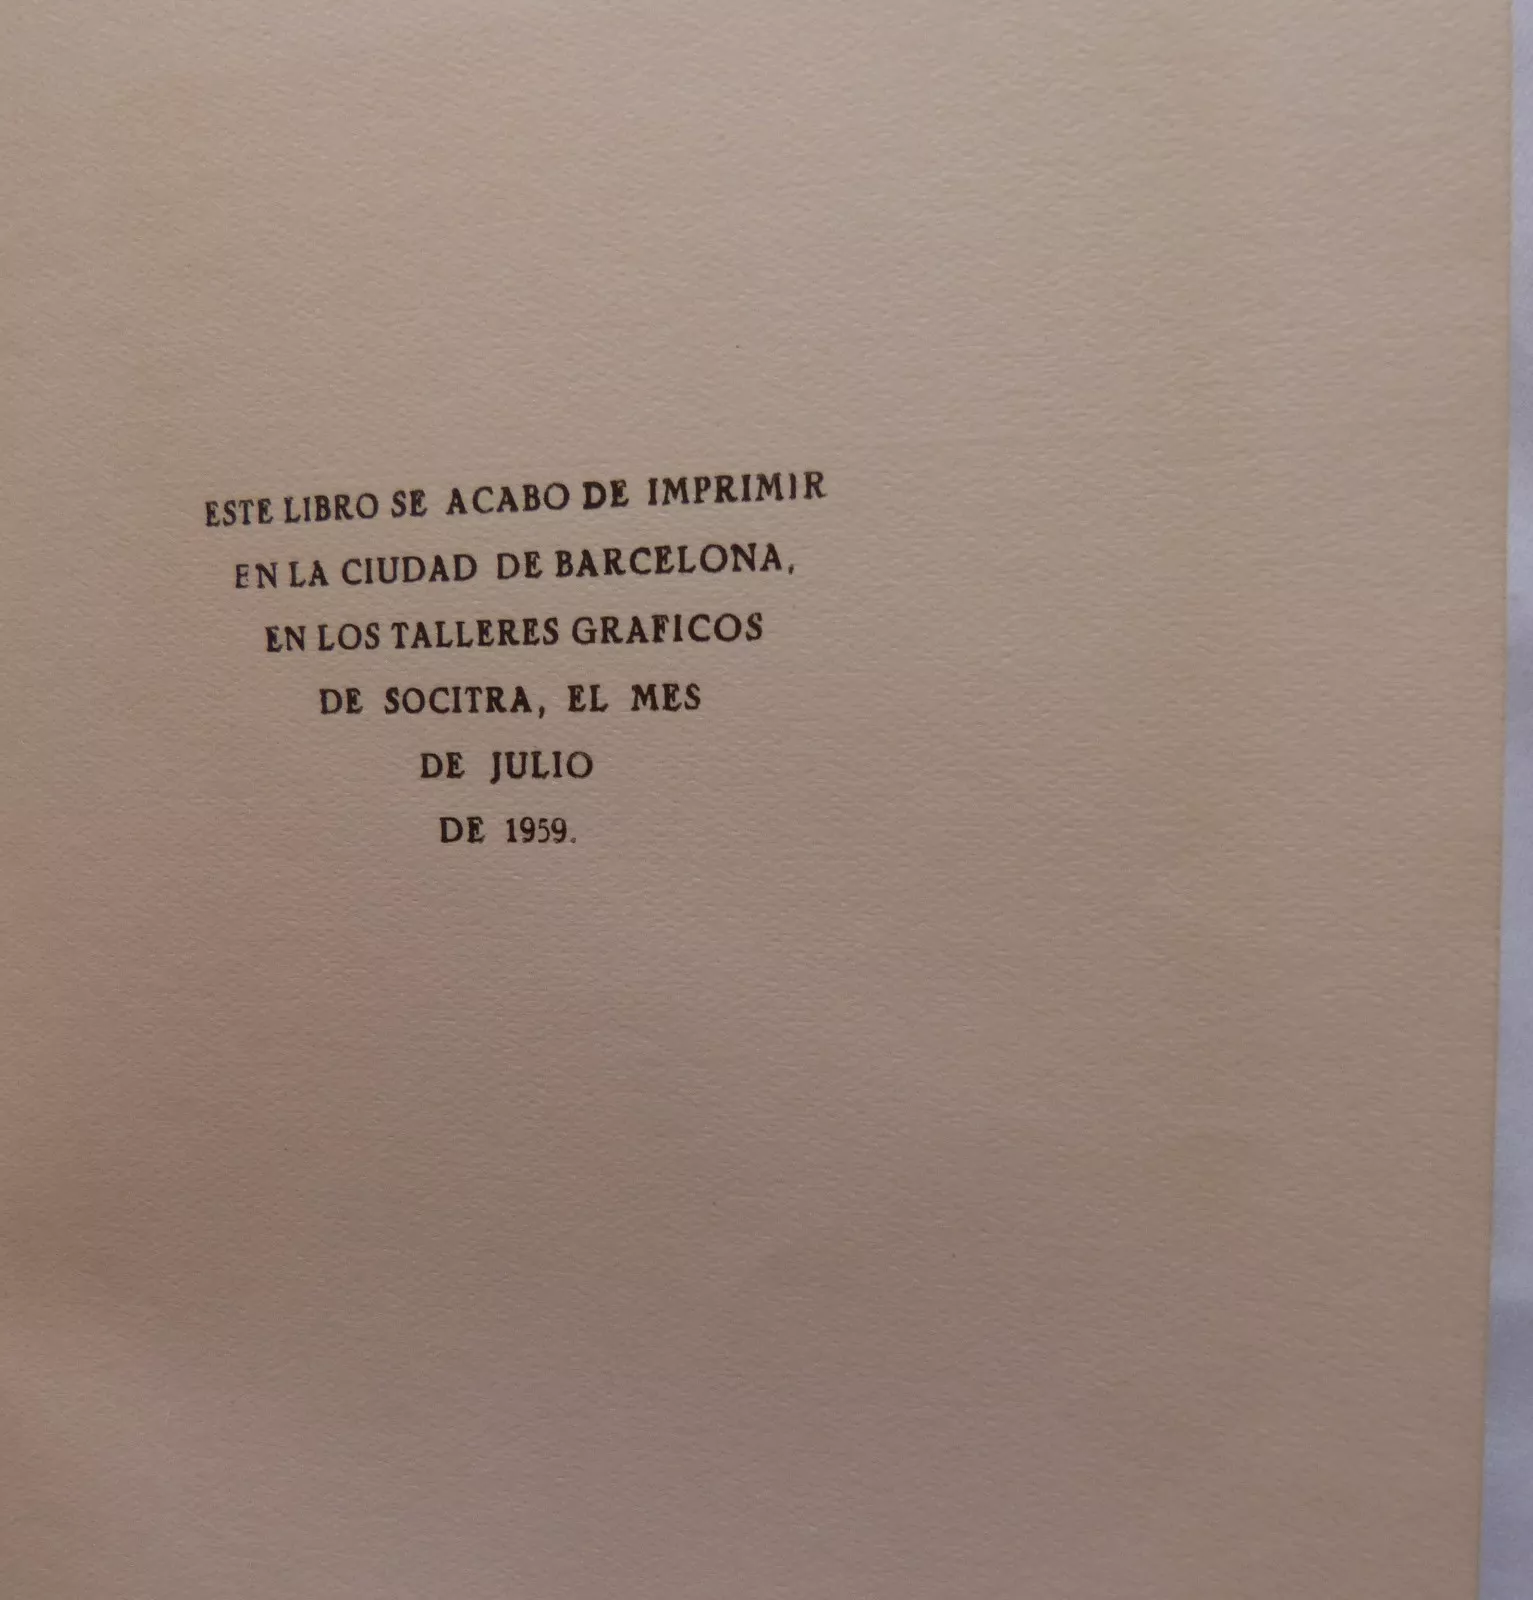 ESTE LIBRO SE ACABO DE IMPRIMIR
EN LA CIUDAD DE BARCELONA,
EN LOS TALLERES GRAFICOS
DE SOCITRA, EL MES
DE JULIO
DE 1959.